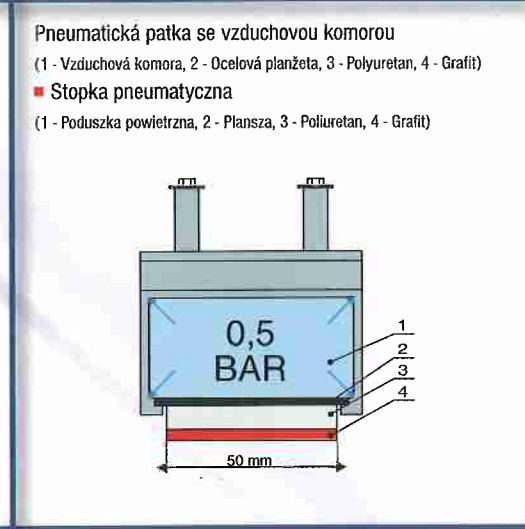 Pneumatická patka se vzduchovou komorou
(1 - Vzduchová komora, 2 - Ocelová planžeta, 3 - Polyuretan, 4 - Grafit)
Stopka pneumatyczna
(1 - Poduszka powietrzna, 2 - Plansza, 3 - Poliuretan, 4 - Grafit)
0,5
BAR
1
2
3
4
50 mm